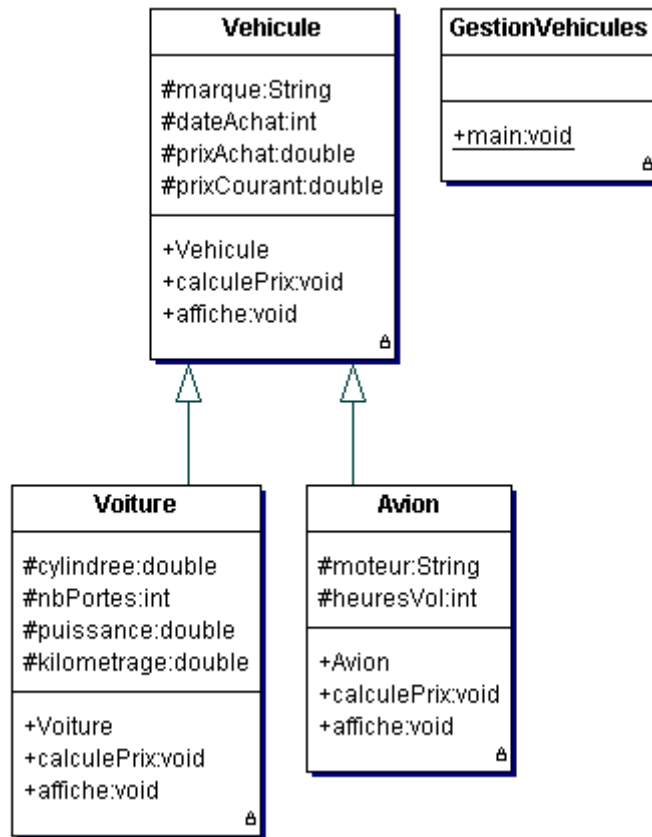 Vehicule
#marque:String
#dateAchat:int
#prixAchat:double
#prixCourant:double
+Vehicule
+calculePrix:void
+affiche:void
GestionVehicules
+main:void
Voiture
#cylindree:double
#nbPortes:int
#puissance:double
#kilometrage:double
+Voiture
+calculePrix:void
+affiche:void
Avion
#moteur:String
#heuresVol:int
+Avion
+calculePrix:void
+affiche:void